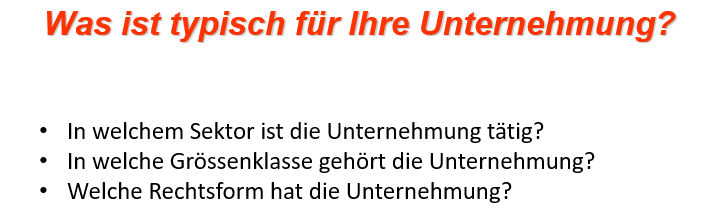 Was ist typisch für Ihre Unternehmung?
• In welchem Sektor ist die Unternehmung tätig?
• In welche Grössenklasse gehört die Unternehmung?
• Welche Rechtsform hat die Unternehmung?